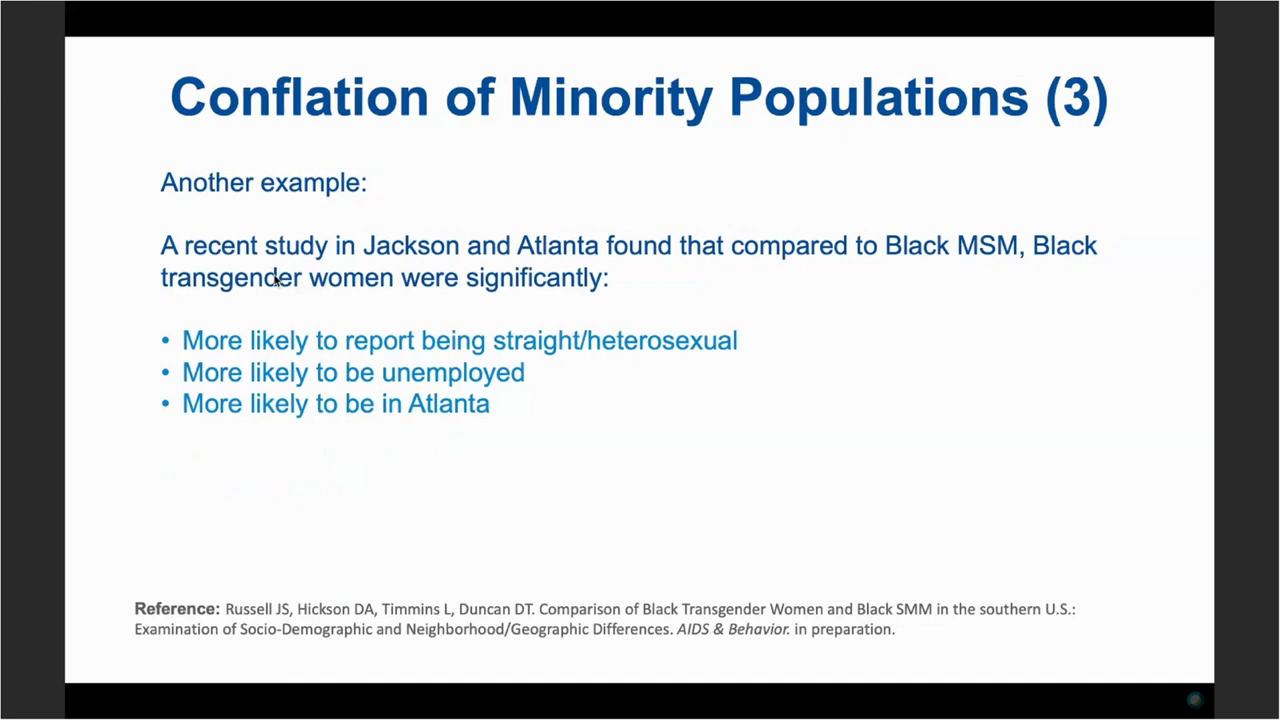 Conflation of Minority Populations (3)
Another example:
A recent study in Jackson and Atlanta found that compared to Black MSM, Black
transgender women were significantly:
• More likely to report being straight/heterosexual
• More likely to be unemployed
• More likely to be in Atlanta
Reference: Russell JS, Hickson DA, Timmins L, Duncan DT. Comparison of Black Transgender Women and Black SMM in the southern U.S.:
Examination of Socio-Demographic and Neighborhood/Geographic Differences. AIDS & Behavior. in preparation.